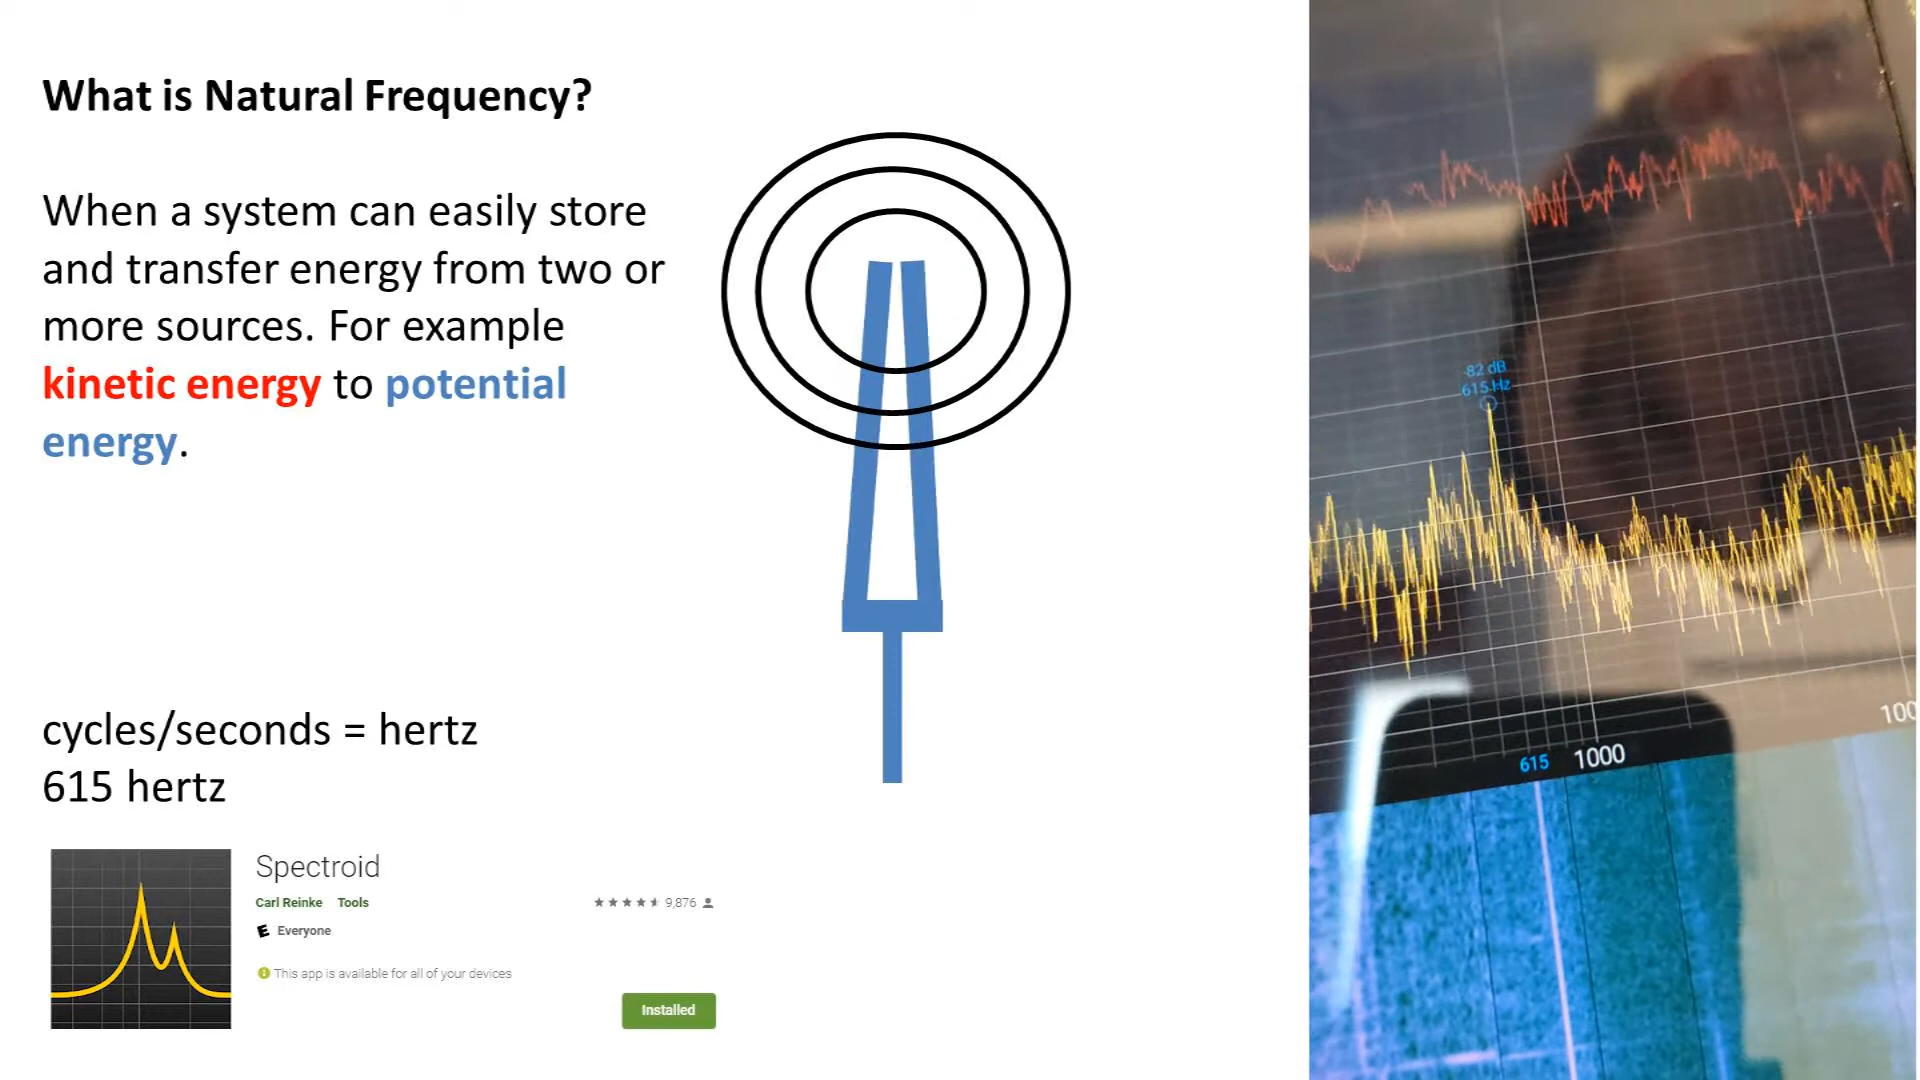 What is Natural Frequency?
When a system can easily store
and transfer energy from two or
more sources. For example
kinetic energy to potential
energy.
cycles/seconds = hertz
615 hertz
Spectroid
Carl Reinke Tools
9,876
Everyone
This app is available for all of your devices
Installed
-82 dB
615 Hz
615 1000
100